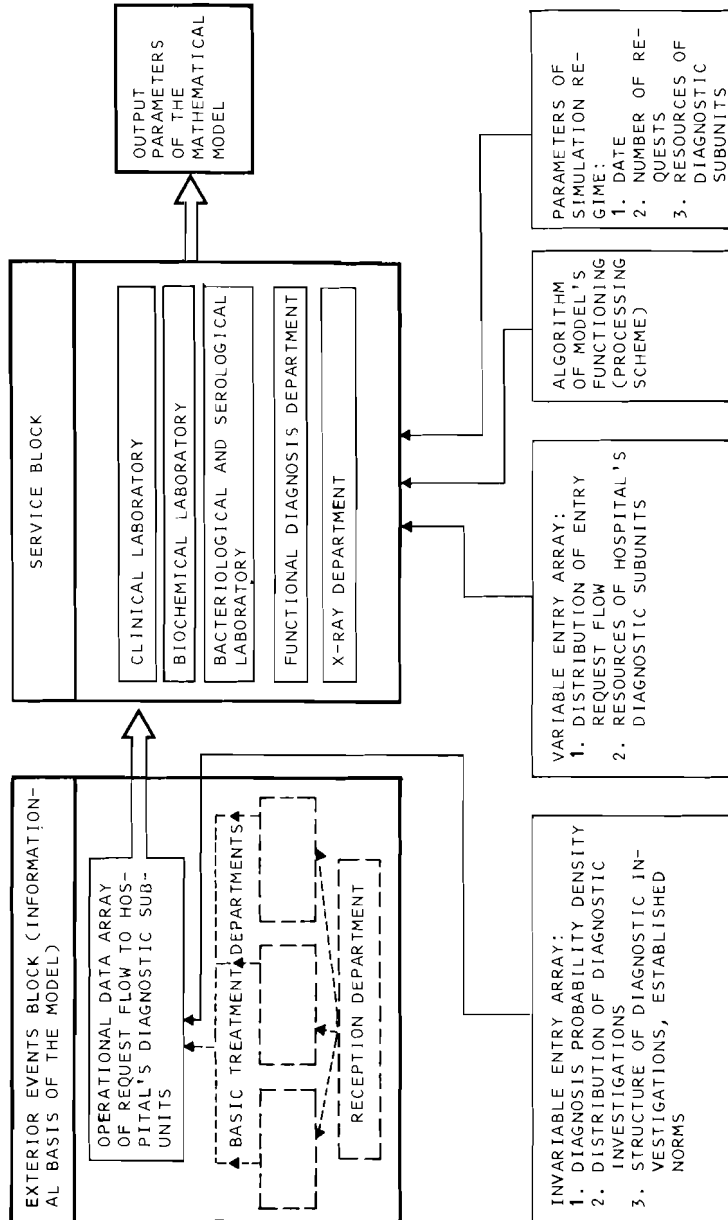 EXTERIOR EVENTS BLOCK (INFORMATION-
AL BASIS OF THE MODEL)
OPERATIONAL DATA ARRAY
OF REQUEST FLOW TO HOS-
PITAL'S DIAGNOSTIC SUB-
UNITS
BASIC TREATMENT DEPARTMENTS
RECEPTION DEPARTMENT
SERVICE BLOCK
CLINICAL LABORATORY
BIOCHEMICAL LABORATORY
BACTERIOLOGICAL AND SEROLOGICAL
LABORATORY
FUNCTIONAL DIAGNOSIS DEPARTMENT
X-RAY DEPARTMENT
OUTPUT
PARAMETERS
OF THE
MATHEMATICAL
MODEL
INVARIABLE ENTRY ARRAY:
1. DIAGNOSIS PROBABILITY DENSITY
2. DISTRIBUTION OF DIAGNOSTIC
INVESTIGATIONS
3. STRUCTURE OF DIAGNOSTIC IN-
VESTIGATIONS, ESTABLISHED
NORMS
VARIABLE ENTRY ARRAY:
1. DISTRIBUTION OF ENTRY
REQUEST FLOW
2. RESOURCES OF HOSPITAL'S
DIAGNOSTIC SUBUNITS
ALGORITHM
OF MODEL'S
FUNCTIONING
(PROCESSING
SCHEME)
PARAMETERS OF
SIMULATION RE-
GIME:
1. DATE
2. NUMBER OF RE-
QUESTS
3. RESOURCES OF
DIAGNOSTIC
SUBUNITS